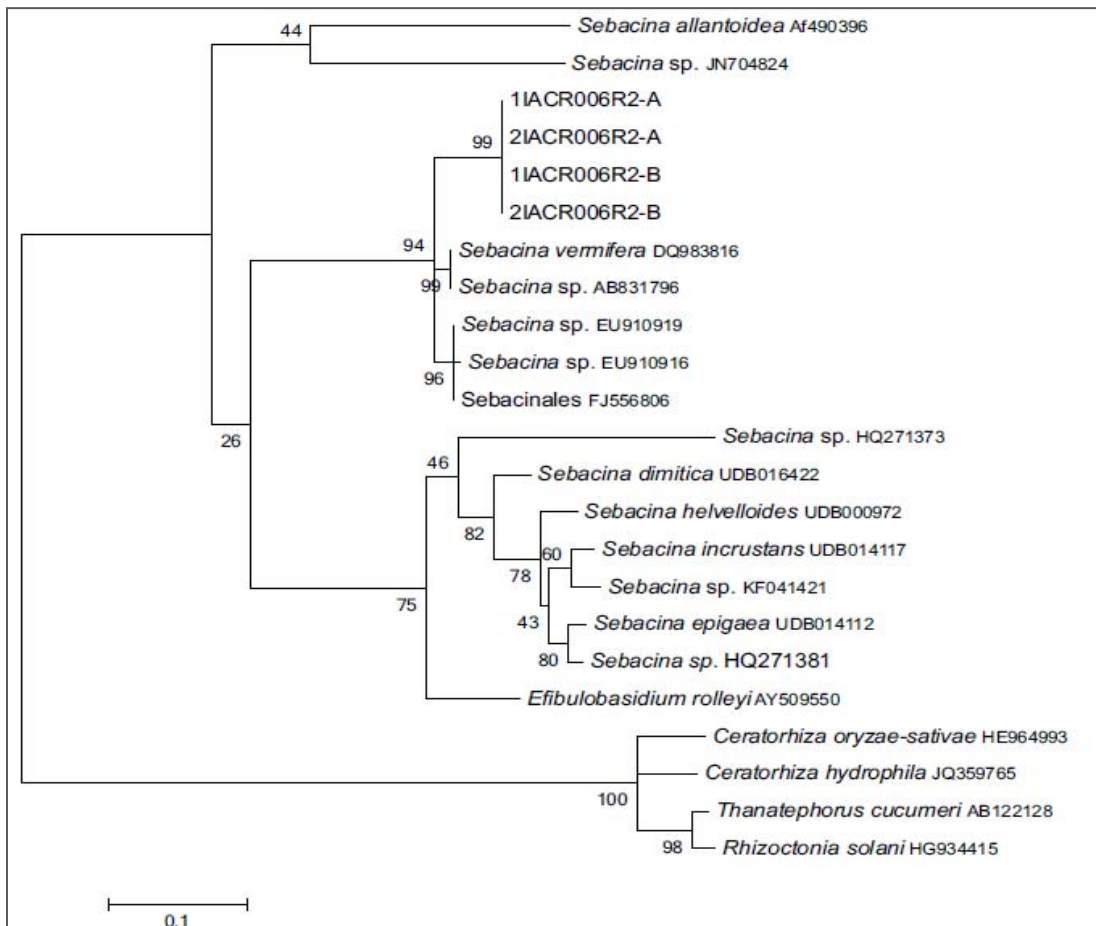 44
Sebacina allantoidea Af490396
Sebacina sp. JN704824
1IACR006R2-A
2IACR006R2-A
99
1IACR006R2-B
2IACR006R2-B
94
Sebacina vermifera DQ983816
99
Sebacina sp. AB831796
Sebacina sp. EU910919
Sebacina sp. EU910916
96
Sebacinales FJ556806
26
Sebacina sp. HQ271373
46
Sebacina dimitica UDB016422
82
Sebacina helvelloides UDB000972
60
Sebacina incrustans UDB014117
78
Sebacina sp. KF041421
75
43
Sebacina epigaea UDB014112
80
Sebacina sp. HQ271381
Efibulobasidium rolleyi AY509550
Ceratorhiza oryzae-sativae HE964993
Ceratorhiza hydrophila JQ359765
100
Thanatephorus cucumeri AB122128
98
Rhizoctonia solani HG934415
0.1